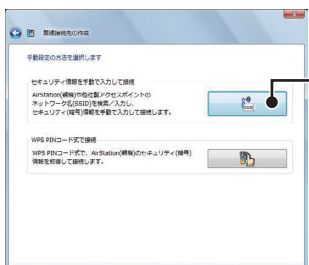 無線接続先の作成
手動設定の方法を選択します
セキュリティ情報を手動で入力して接続
AirStation(親機)や他社製アクセスポイントの
ネットワーク名(SSID)を検索／入力し、
セキュリティ(暗号)情報を手動で入力して接続します。
SSID
WPS PINコード式で接続
WPS PINコード式で、AirStation(親機)のセキュリティ(暗号)
情報を取得して接続します。